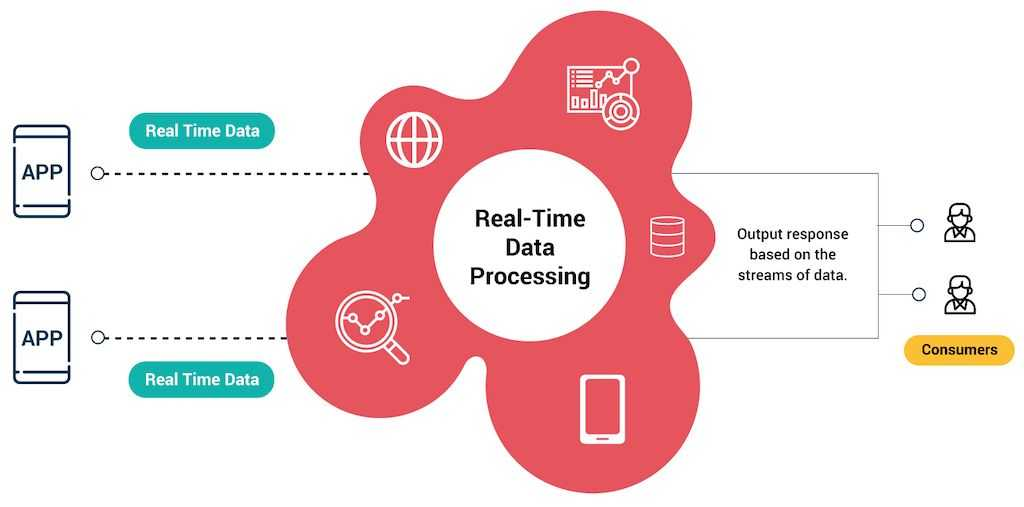 Real Time Data
APP
Real-Time
Data
Processing
Output response
based on the
streams of data.
APP
Real Time Data
Consumers